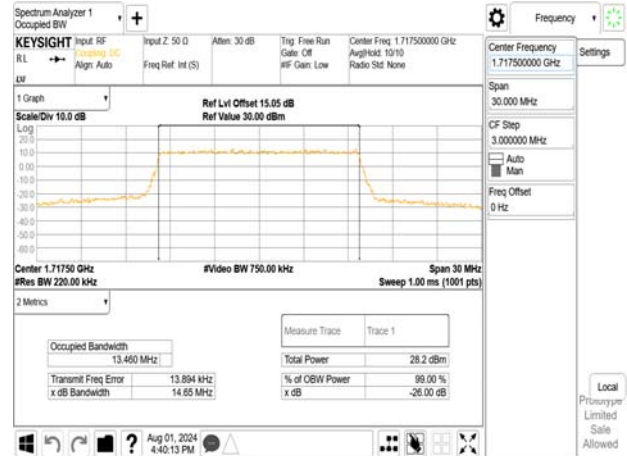 Spectrum Analyzer 1
Occupied BW
+
Frequency
KEYSIGHT
RL
Input: RF
Coupling: DC
Align: Auto
Input Z: 50 Ω
Freq Ref: Int (S)
Atten: 30 dB
Trig: Free Run
Gate: Off
#IF Gain: Low
Center Freq: 1.717500000 GHz
Avg|Hold: 10/10
Radio Std: None
Center Frequency
1.717500000 GHz
Settings
Span
30.000 MHz
CF Step
3.000000 MHz
Auto
Man
Freq Offset
0 Hz
1 Graph
Scale/Div 10.0 dB
Ref Lvl Offset 15.05 dB
Ref Value 30.00 dBm
Log
20.0
10.0
0.00
-10.0
-20.0
-30.0
-40.0
-50.0
-60.0
Center 1.71750 GHz
#Res BW 220.00 kHz
#Video BW 750.00 kHz
Span 30 MHz
Sweep 1.00 ms (1001 pts)
2 Metrics
Measure Trace
Trace 1
Occupied Bandwidth
13.460 MHz
Total Power
28.2 dBm
Transmit Freq Error
13.894 kHz
% of OBW Power
99.00 %
x dB Bandwidth
14.65 MHz
x dB
-26.00 dB
Local
Prototype
Limited
Sale
Allowed
?
Aug 01, 2024
4:40:13 PM